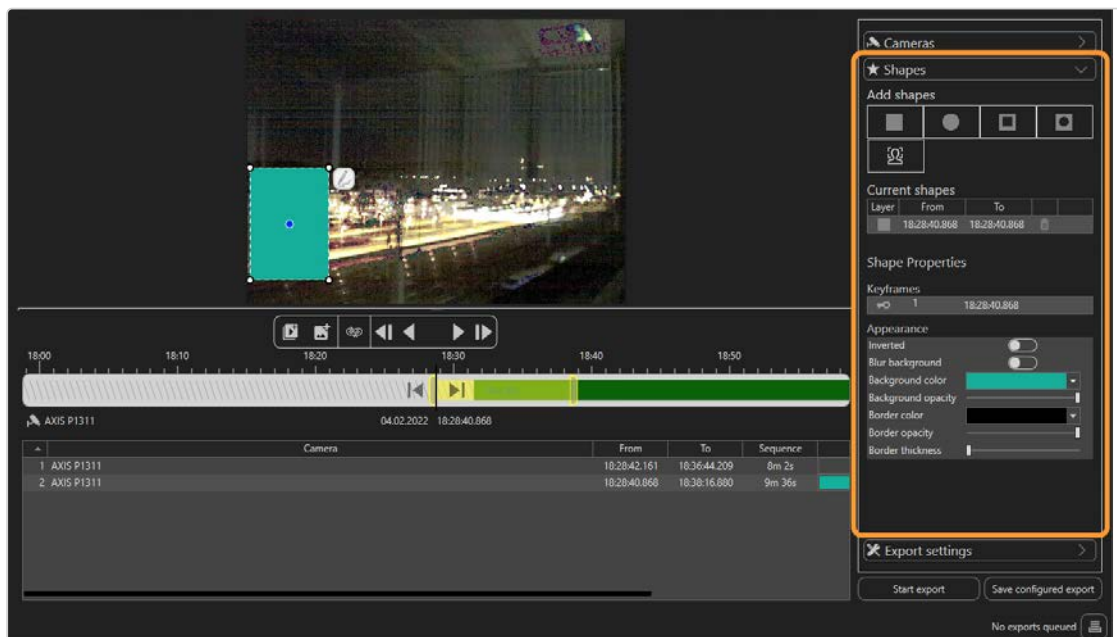 Cameras
Shapes
Add shapes
Current shapes
Layer From To
18:28:40.868 18:28:40.868
Shape Properties
Keyframes
1 18:28:40.868
Appearance
Inverted
Blur background
Background color
Background opacity
Border color
Border opacity
Border thickness
18:00 18:10 18:20 18:30 18:40 18:50
AXIS P1311 04.02.2022 18:28:40.868
Camera From To Sequence
1 AXIS P1311 18:28:42.161 18:36:44.209 8m 2s
2 AXIS P1311 18:28:40.868 18:38:16.880 9m 36s
Export settings
Start export Save configured export
No exports queued